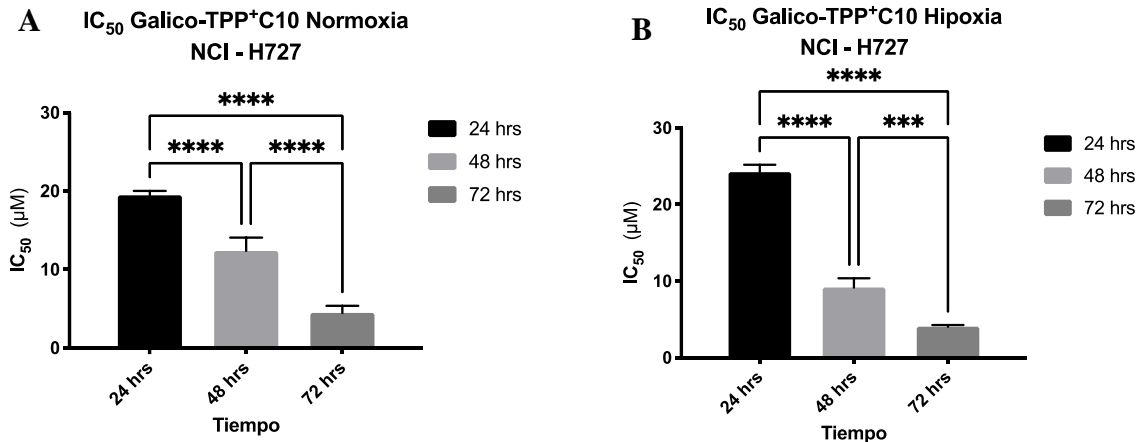 A
IC50 Galico-TPP+C10 Normoxia
NCI - H727
****
****
****
30
20
10
0
IC50 (µM)
24 hrs
48 hrs
72 hrs
Tiempo
24 hrs
48 hrs
72 hrs
B
IC50 Galico-TPP+C10 Hipoxia
NCI - H727
****
****
***
30
20
10
0
IC50 (µM)
24 hrs
48 hrs
72 hrs
Tiempo
24 hrs
48 hrs
72 hrs